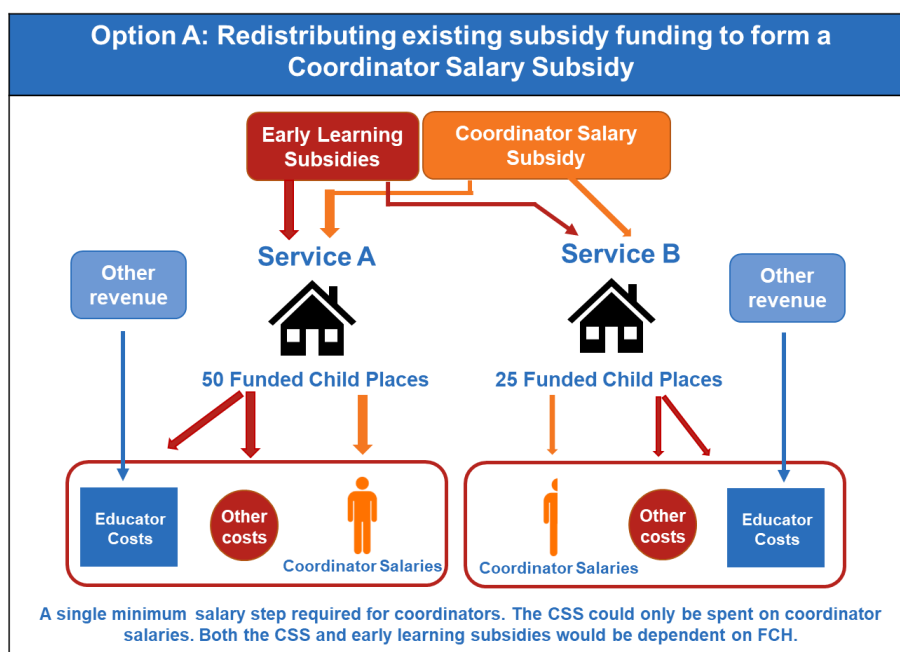 Option A: Redistributing existing subsidy funding to form a
Coordinator Salary Subsidy
Early Learning
Subsidies
Coordinator Salary
Subsidy
Other
revenue
Service A
Service B
Other
revenue
50 Funded Child Places
25 Funded Child Places
Educator
Costs
Other
costs
Coordinator Salaries
Coordinator Salaries
Other
costs
Educator
Costs
A single minimum salary step required for coordinators. The CSS could only be spent on coordinator
salaries. Both the CSS and early learning subsidies would be dependent on FCH.